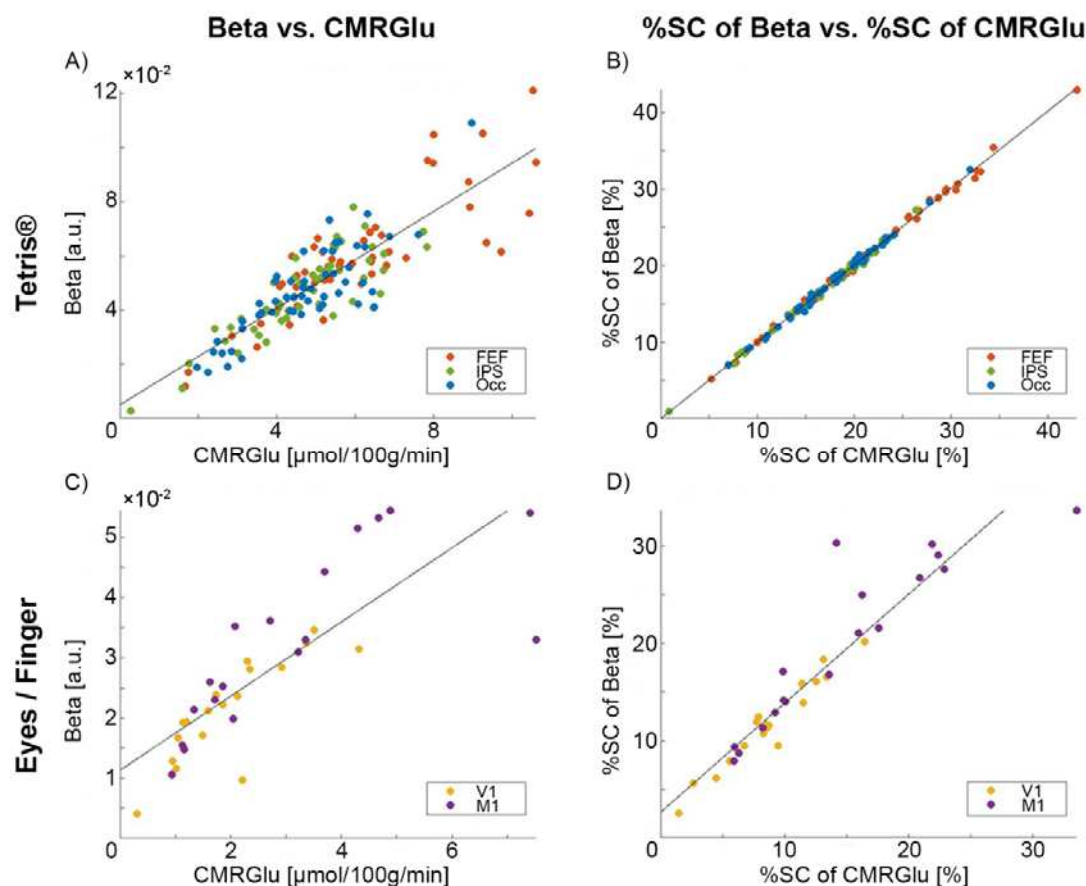 Beta vs. CMRGlu
%SC of Beta vs. %SC of CMRGlu
Tetris®
A)
×10-2
Beta [a.u.]
12
8
4
0
4
8
CMRGlu [µmol/100g/min]
FEF
IPS
Occ
B)
%SC of Beta [%]
40
30
20
10
0
10
20
30
40
%SC of CMRGlu [%]
FEF
IPS
Occ
Eyes / Finger
C)
×10-2
Beta [a.u.]
5
4
3
2
1
0
2
4
6
CMRGlu [µmol/100g/min]
V1
M1
D)
%SC of Beta [%]
30
20
10
0
10
20
30
%SC of CMRGlu [%]
V1
M1